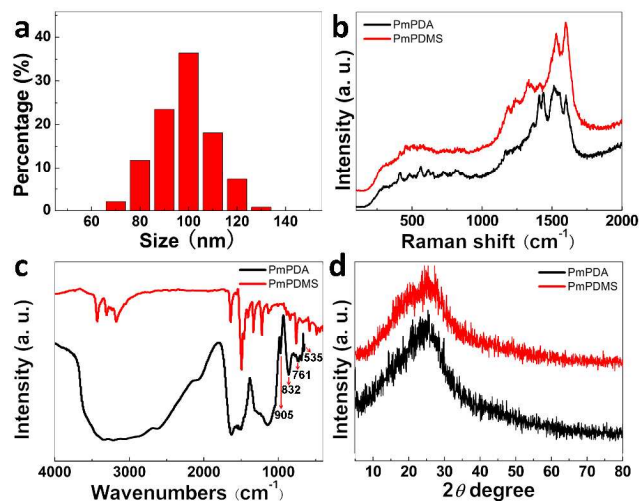 a
Percentage (%)
40
30
20
10
0
60
80
100
120
140
Size (nm)
b
PmPDA
PmPDMS
Intensity (a. u.)
500
1000
1500
2000
Raman shift (cm⁻¹)
c
PmPDA
PmPDMS
Intensity (a. u.)
535
761
832
905
4000
3000
2000
1000
Wavenumbers (cm⁻¹)
d
PmPDA
PmPDMS
Intensity (a. u.)
10
20
30
40
50
60
70
80
2θ degree